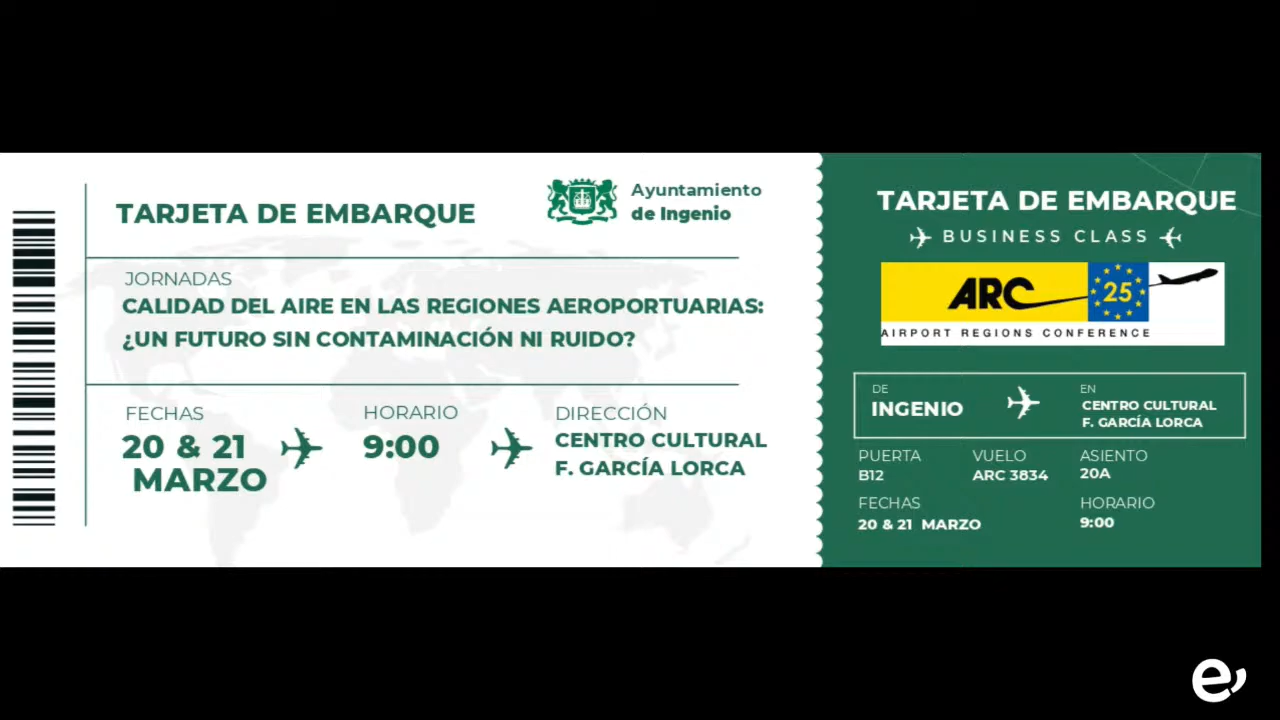 TARJETA DE EMBARQUE
Ayuntamiento
de Ingenio
JORNADAS
CALIDAD DEL AIRE EN LAS REGIONES AEROPORTUARIAS:
¿UN FUTURO SIN CONTAMINACIÓN NI RUIDO?
FECHAS
20 & 21
MARZO
HORARIO
9:00
DIRECCIÓN
CENTRO CULTURAL
F. GARCÍA LORCA
TARJETA DE EMBARQUE
BUSINESS CLASS
ARC 25
AIRPORT REGIONS CONFERENCE
DE
INGENIO
EN
CENTRO CULTURAL
F. GARCÍA LORCA
PUERTA
B12
VUELO
ARC 3834
ASIENTO
20A
FECHAS
20 & 21 MARZO
HORARIO
9:00
e